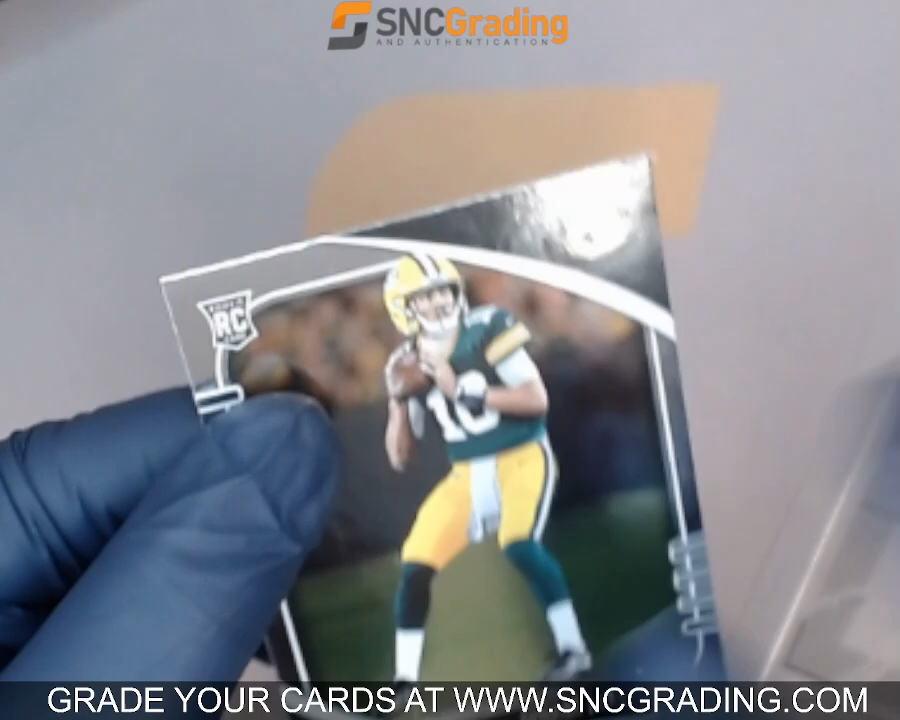 SNCGrading
AND AUTHENTICATION
RC
10
GRADE YOUR CARDS AT WWW.SNCGRADING.COM